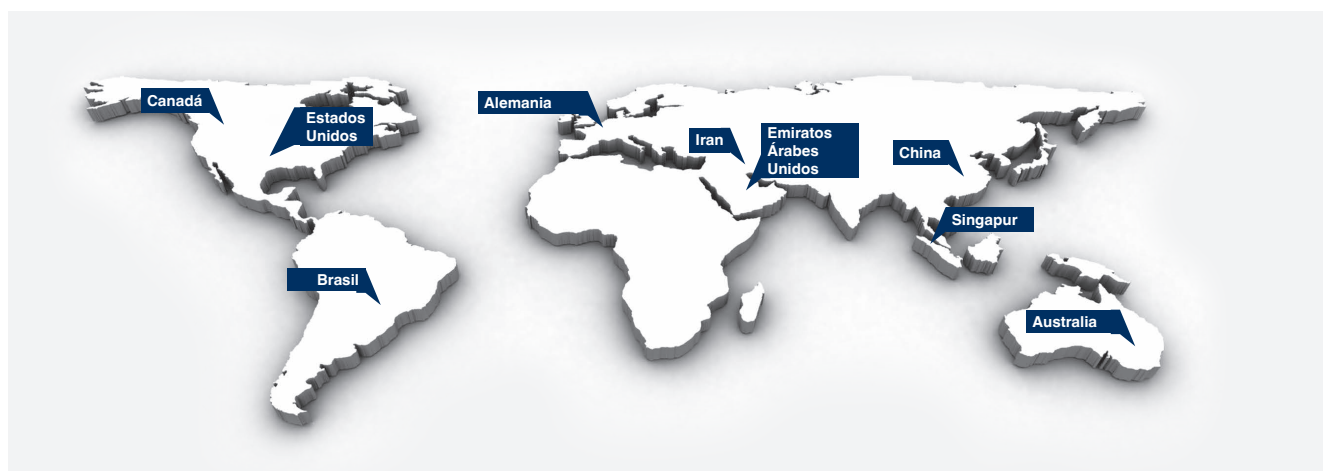 Canadá
Estados
Unidos
Alemania
Iran
Emiratos
Árabes
Unidos
China
Singapur
Brasil
Australia